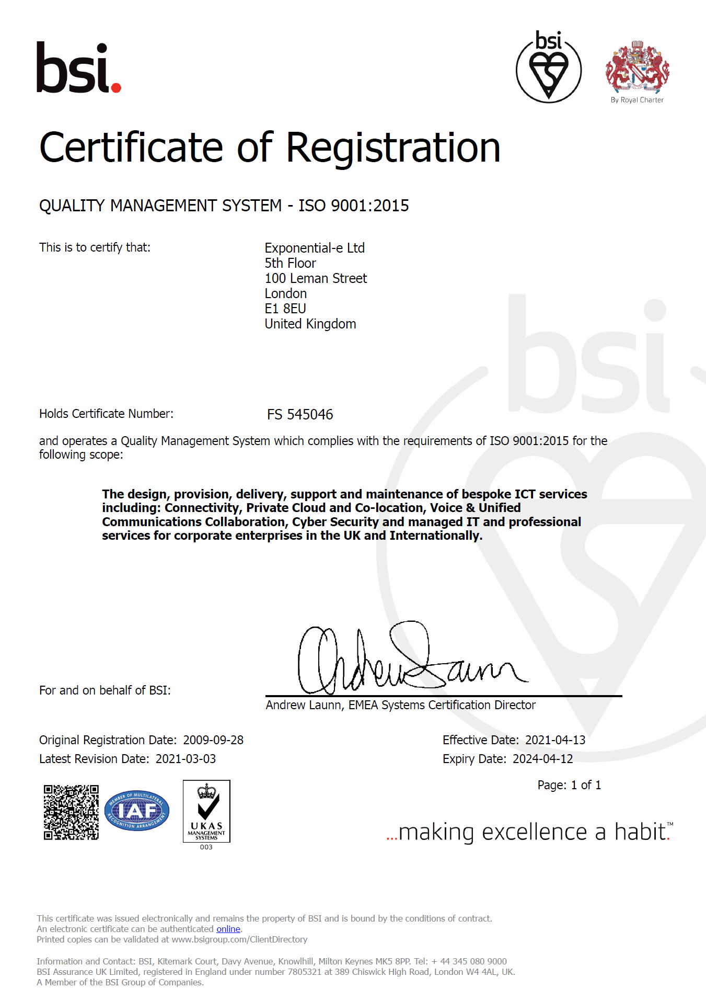 bsi.
bsi
By Royal Charter
Certificate of Registration
QUALITY MANAGEMENT SYSTEM - ISO 9001:2015
This is to certify that:
Exponential-e Ltd
5th Floor
100 Leman Street
London
E1 8EU
United Kingdom
bsi
Holds Certificate Number:
FS 545046
and operates a Quality Management System which complies with the requirements of ISO 9001:2015 for the
following scope:
The design, provision, delivery, support and maintenance of bespoke ICT services
including: Connectivity, Private Cloud and Co-location, Voice & Unified
Communications Collaboration, Cyber Security and managed IT and professional
services for corporate enterprises in the UK and Internationally.
Andrew Launn
For and on behalf of BSI:
Andrew Launn, EMEA Systems Certification Director
Original Registration Date: 2009-09-28
Effective Date: 2021-04-13
Latest Revision Date: 2021-03-03
Expiry Date: 2024-04-12
Page: 1 of 1
MEMBER OF MULTILATERAL
IAF
RECOGNITION ARRANGEMENT
UKAS
MANAGEMENT
SYSTEMS
003
...making excellence a habit.™
This certificate was issued electronically and remains the property of BSI and is bound by the conditions of contract.
An electronic certificate can be authenticated online.
Printed copies can be validated at www.bsigroup.com/ClientDirectory
Information and Contact: BSI, Kitemark Court, Davy Avenue, Knowlhill, Milton Keynes MK5 8PP. Tel: + 44 345 080 9000
BSI Assurance UK Limited, registered in England under number 7805321 at 389 Chiswick High Road, London W4 4AL, UK.
A Member of the BSI Group of Companies.